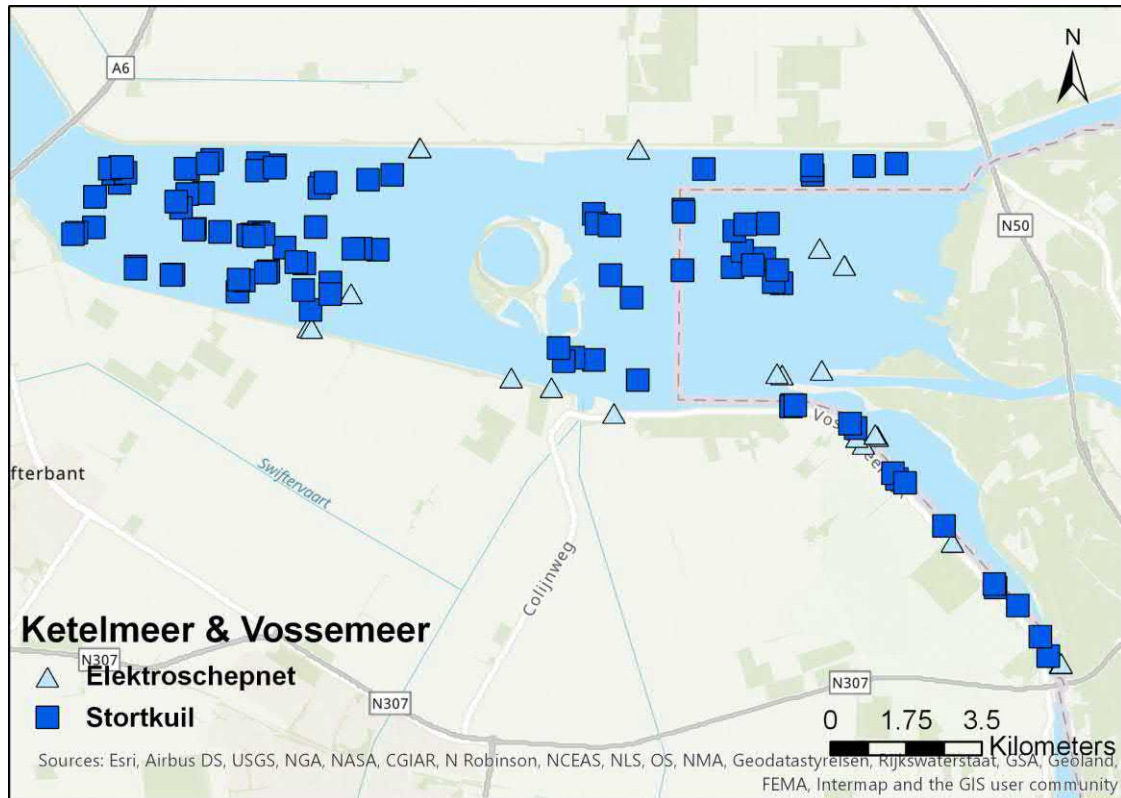 N
A6
N50
Vossemeer
Swiftervaart
fterbant
Colijnweg
Ketelmeer & Vossemeer
N307
Elektroschepnet
N307
N307
Stortkuil
0 1.75 3.5
Kilometers
Sources: Esri, Airbus DS, USGS, NGA, NASA, CGIAR, N Robinson, NCEAS, NLS, OS, NMA, Geodatastyrelsen, Rijkswaterstaat, GSA, Geoland,
FEMA, Intermap and the GIS user community